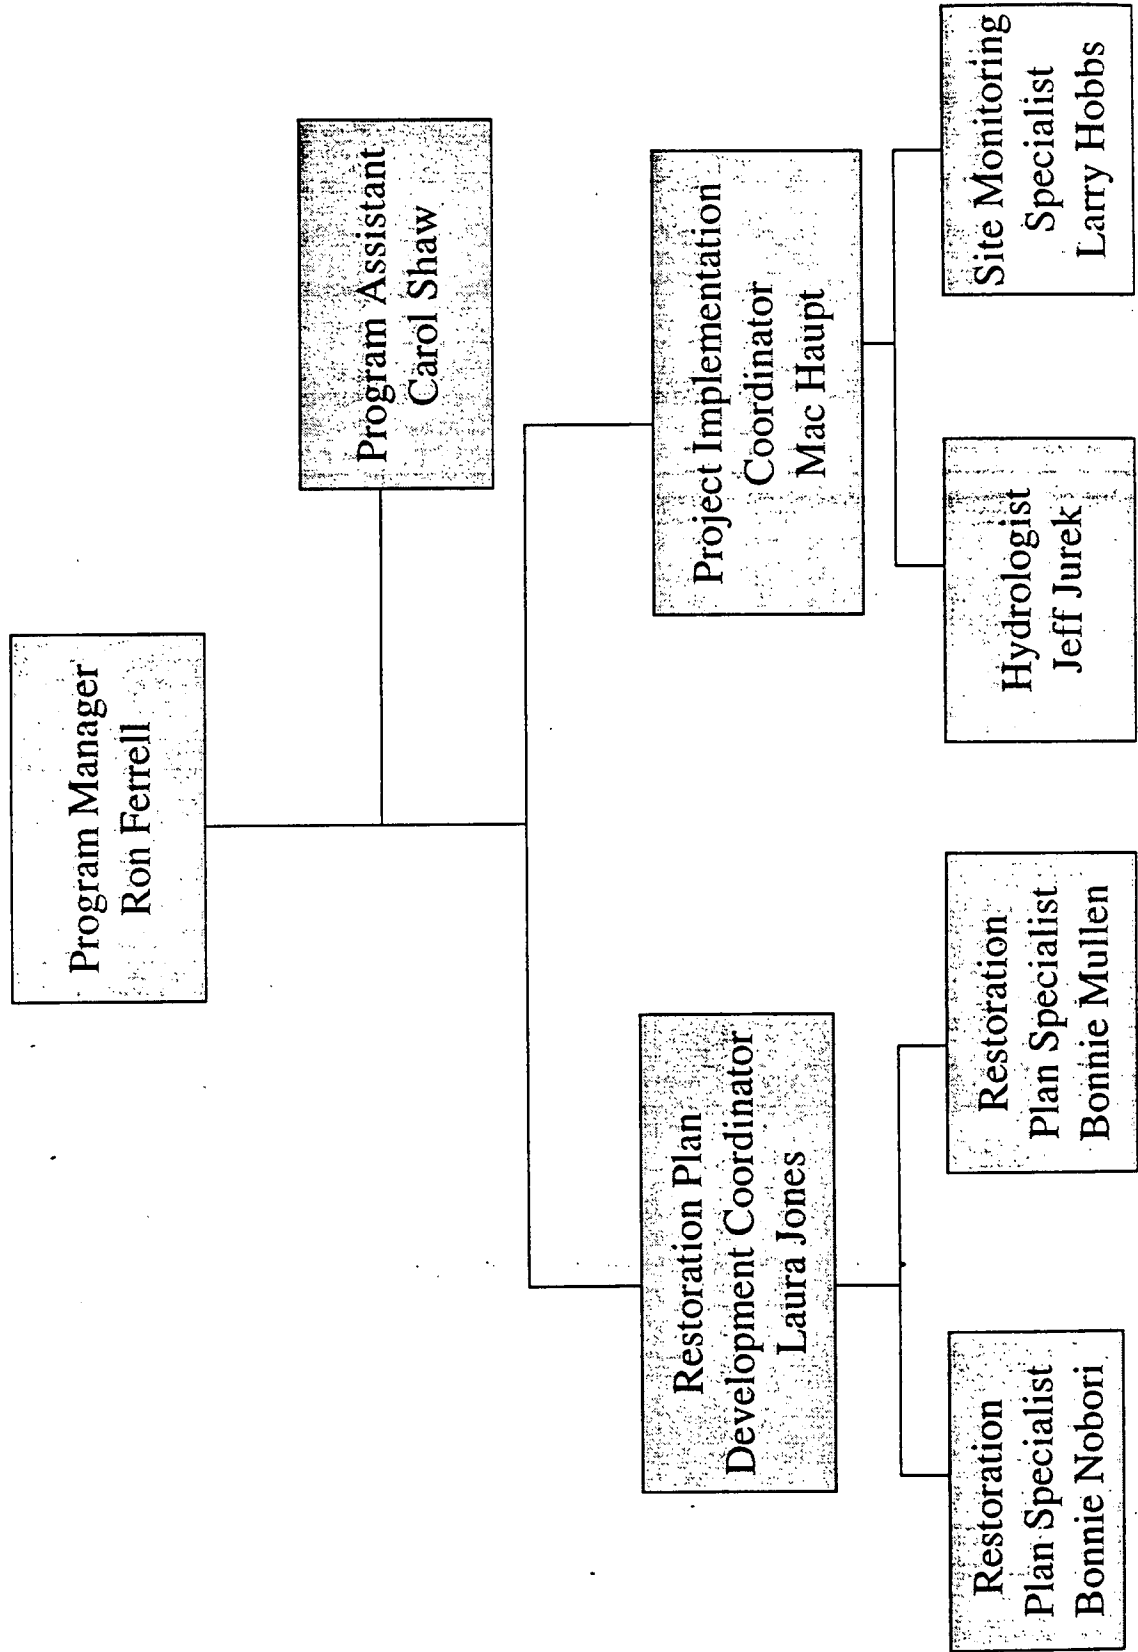 Program Manager
Ron Ferrell
Program Assistant
Carol Shaw
Restoration Plan
Development Coordinator
Laura Jones
Project Implementation
Coordinator
Mac Haupt
Restoration
Plan Specialist
Bonnie Nobori
Restoration
Plan Specialist
Bonnie Mullen
Hydrologist
Jeff Jurek
Site Monitoring
Specialist
Larry Hobbs